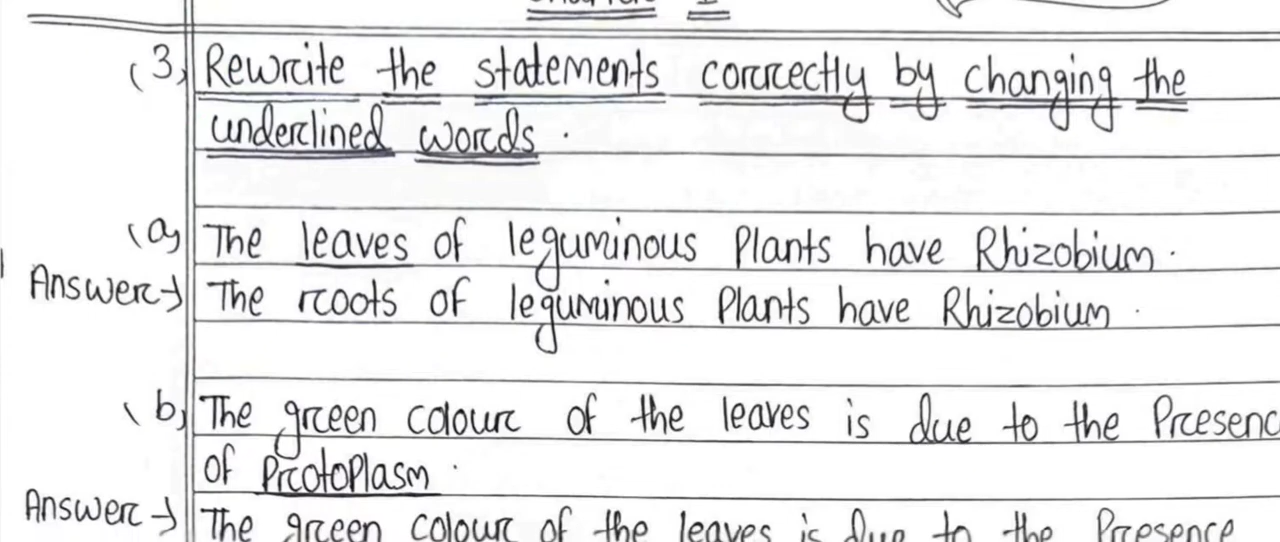 (3) Rewrite the statements correctly by changing the
underlined words.
(a) The leaves of leguminous Plants have Rhizobium.
Answer → The roots of leguminous Plants have Rhizobium.
(b) The green colour of the leaves is due to the Presenc
of Protoplasm.
Answer → The green colour of the leaves is due to the Presence